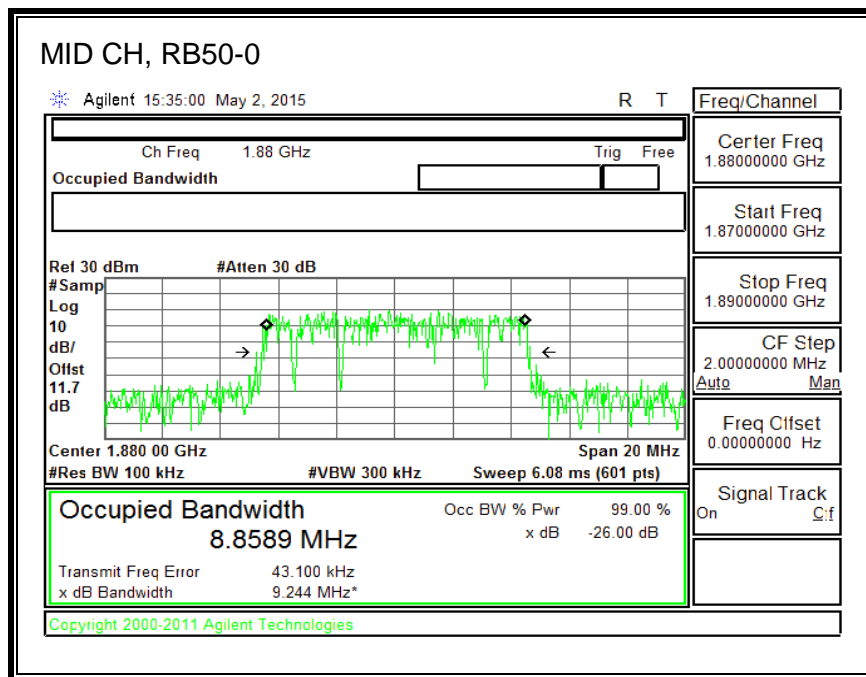 MID CH, RB50-0
Agilent 15:35:00 May 2, 2015 R T
Freq/Channel
Ch Freq 1.88 GHz Trig Free
Occupied Bandwidth
Center Freq
1.88000000 GHz
Start Freq
1.87000000 GHz
Stop Freq
1.89000000 GHz
CF Step
2.00000000 MHz
Auto Man
Freq Offset
0.00000000 Hz
Signal Track
On Off
Ref 30 dBm #Atten 30 dB
#Samp
Log
10
dB/
Offst
11.7
dB
Center 1.880 00 GHz Span 20 MHz
#Res BW 100 kHz #VBW 300 kHz Sweep 6.08 ms (601 pts)
Occupied Bandwidth Occ BW % Pwr 99.00 %
8.8589 MHz x dB -26.00 dB
Transmit Freq Error 43.100 kHz
x dB Bandwidth 9.244 MHz*
Copyright 2000-2011 Agilent Technologies